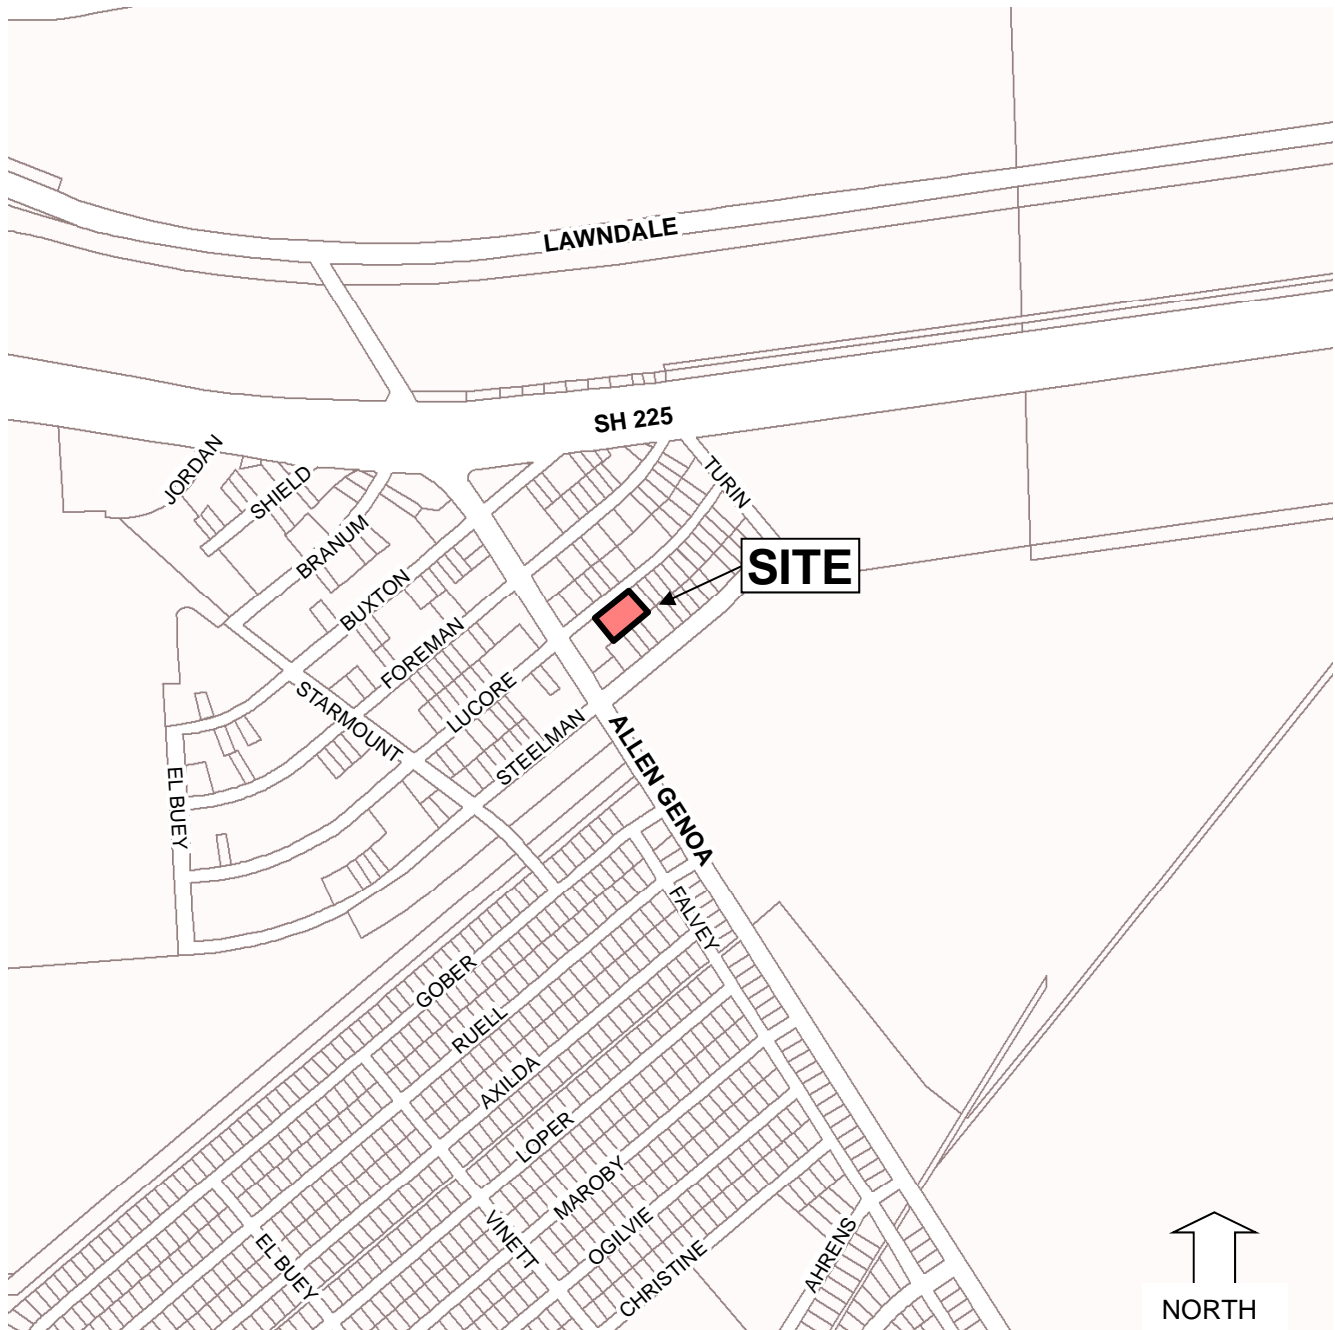 LAWNDALE
SH 225
JORDAN
SHIELD
TURIN
BRANUM
SITE
BUXTON
FOREMAN
LUCORE
STARMOUNT
STEELMAN
ALLEN GENOA
EL BUEY
FALVEY
GOBER
RUELL
AXILDA
LOPER
MAROBY
VINETT
OGILVIE
EL BUEY
CHRISTINE
AHRENS
NORTH